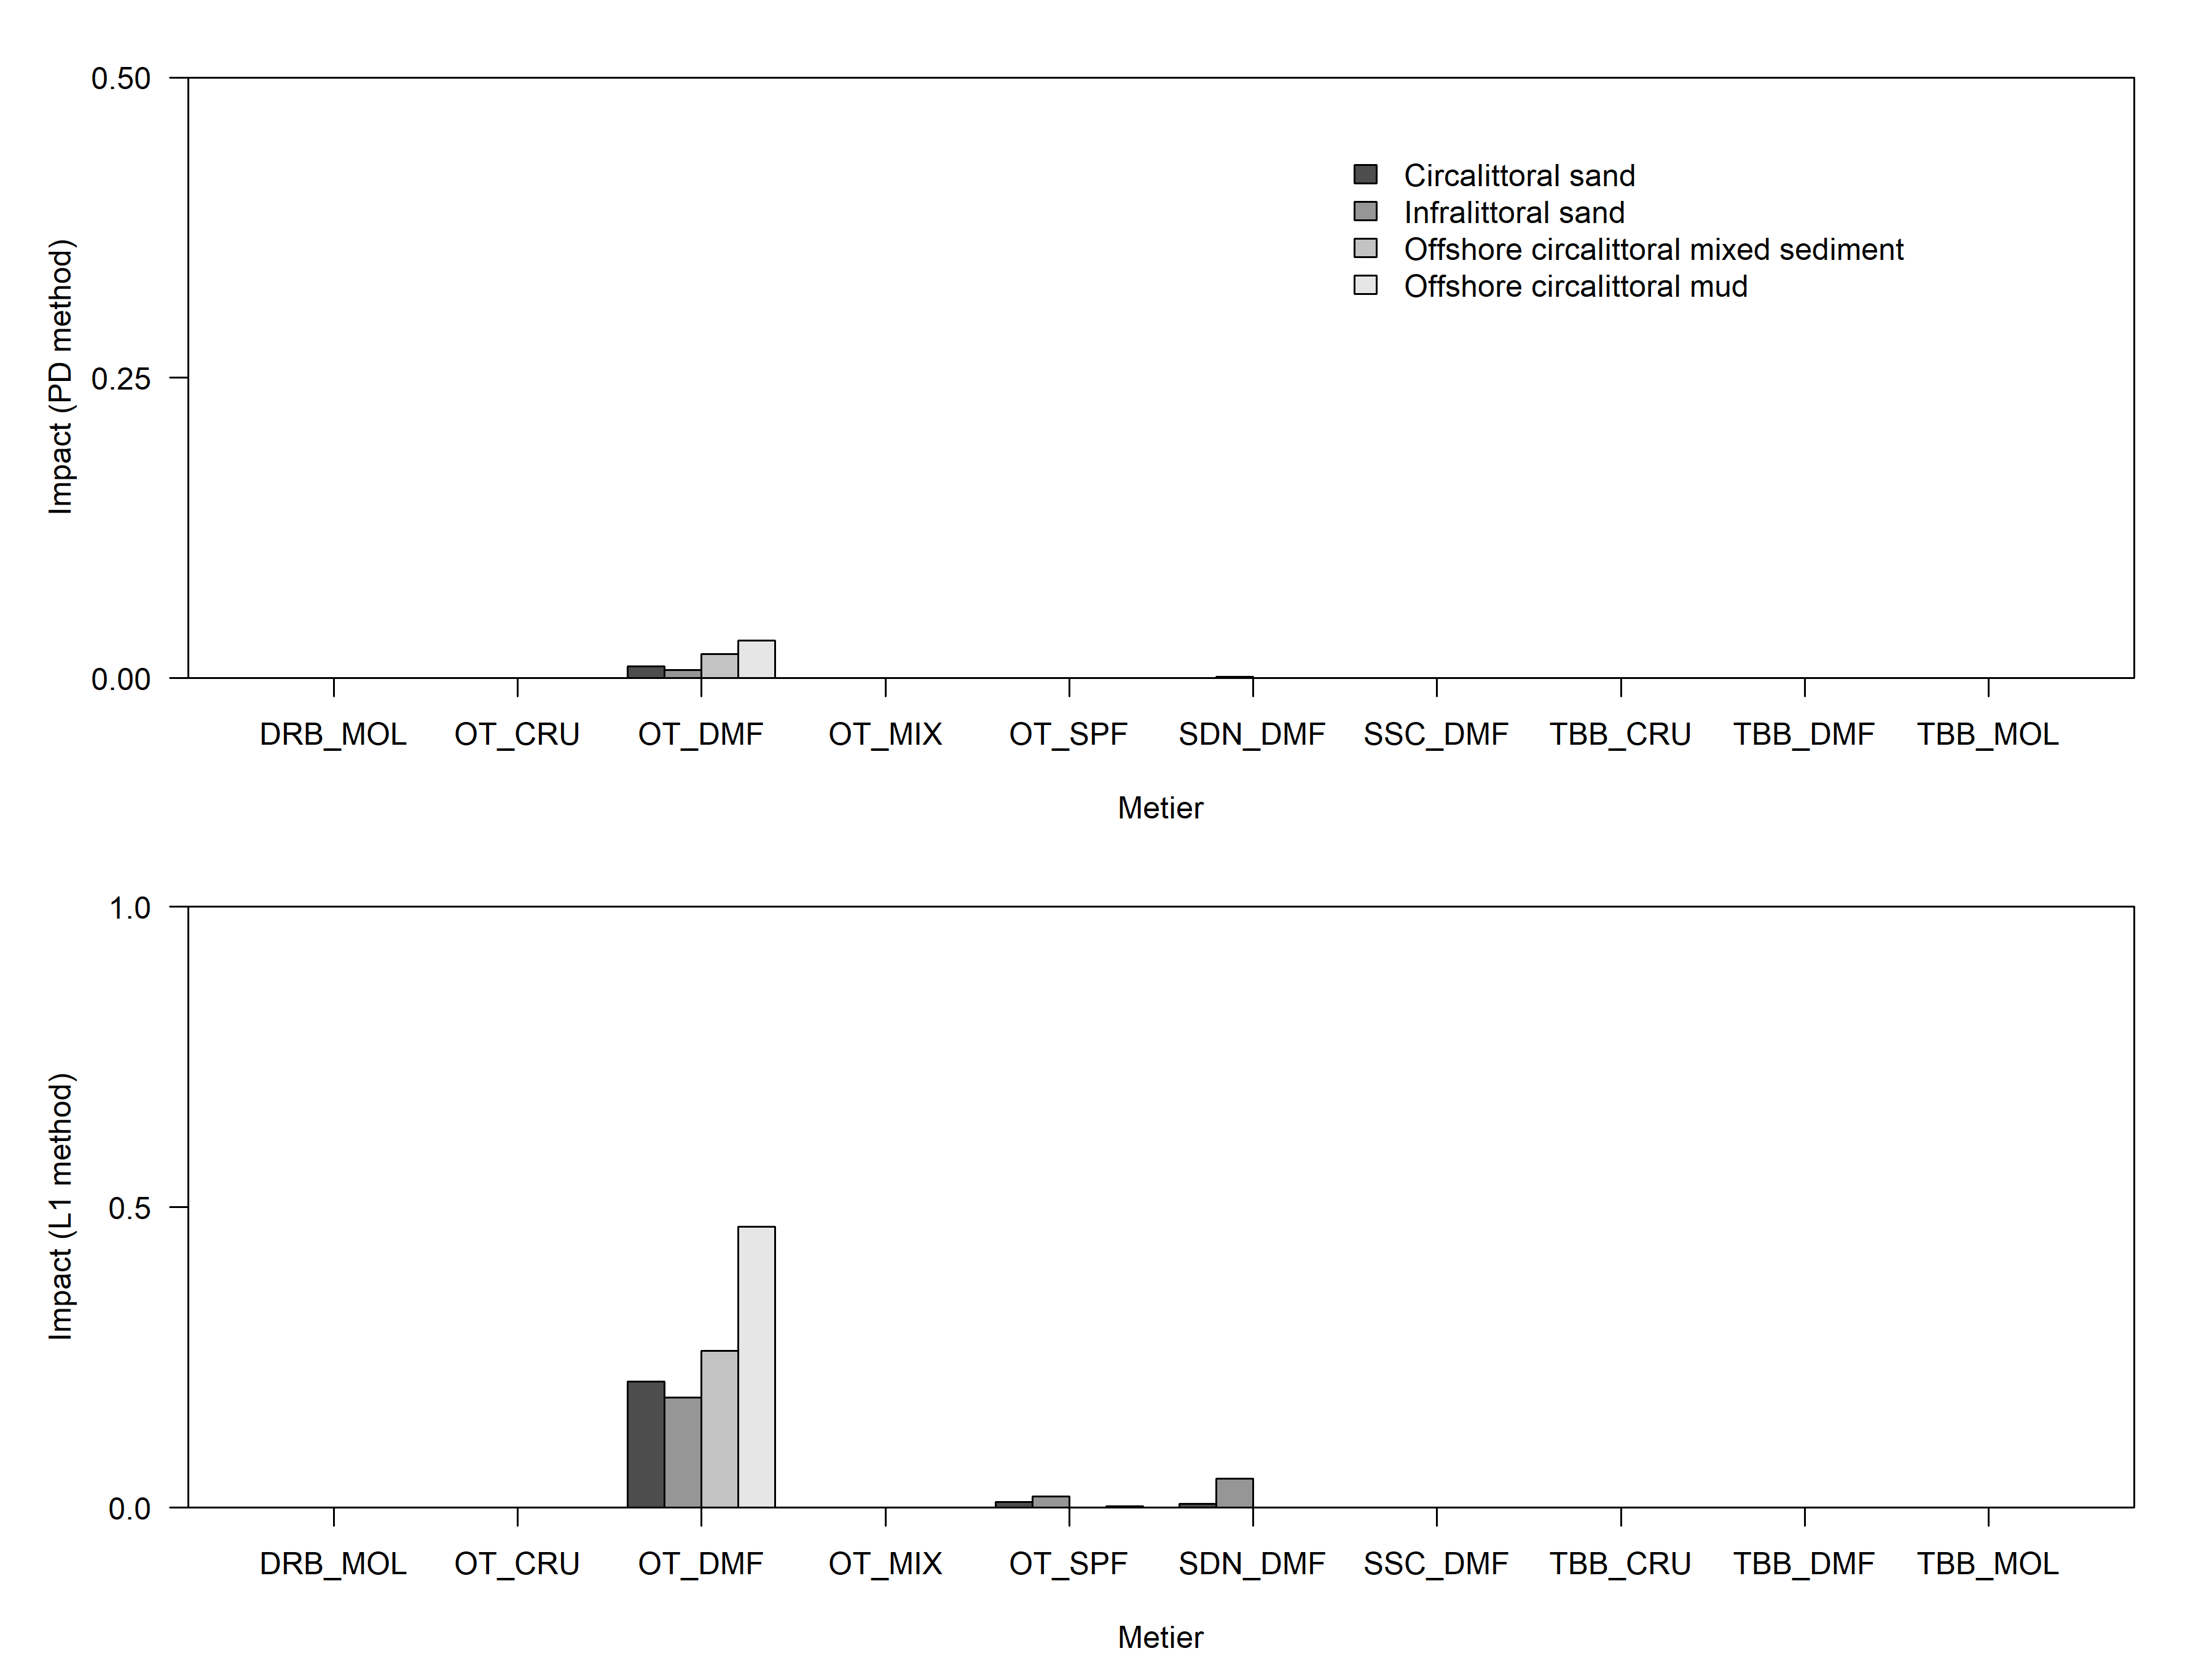 0.50
0.25
0.00
Impact (PD method)
Circalittoral sand
Infralittoral sand
Offshore circalittoral mixed sediment
Offshore circalittoral mud
DRB_MOL OT_CRU OT_DMF OT_MIX OT_SPF SDN_DMF SSC_DMF TBB_CRU TBB_DMF TBB_MOL
Metier
1.0
0.5
0.0
Impact (L1 method)
DRB_MOL OT_CRU OT_DMF OT_MIX OT_SPF SDN_DMF SSC_DMF TBB_CRU TBB_DMF TBB_MOL
Metier